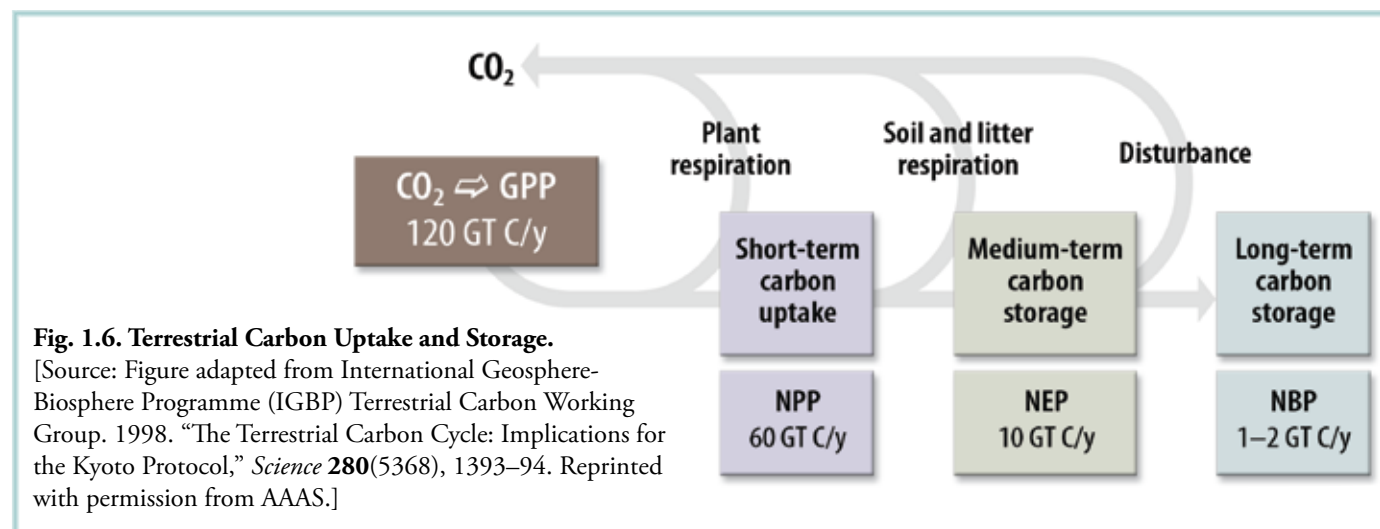 CO₂
Plant
respiration
Soil and litter
respiration
Disturbance
CO₂ ⇨ GPP
120 GT C/y
Short-term
carbon
uptake
Medium-term
carbon
storage
Long-term
carbon
storage
NPP
60 GT C/y
NEP
10 GT C/y
NBP
1–2 GT C/y
Fig. 1.6. Terrestrial Carbon Uptake and Storage.
[Source: Figure adapted from International Geosphere-
Biosphere Programme (IGBP) Terrestrial Carbon Working
Group. 1998. “The Terrestrial Carbon Cycle: Implications for
the Kyoto Protocol,” Science 280(5368), 1393–94. Reprinted
with permission from AAAS.]